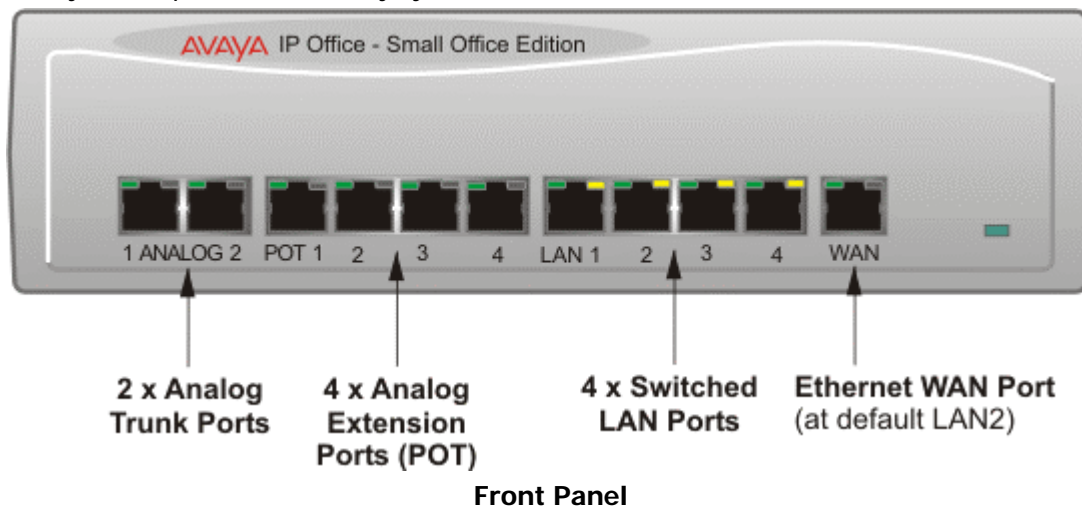 AVAYA IP Office - Small Office Edition
1 ANALOG 2 POT 1 2 3 4 LAN 1 2 3 4 WAN
2 x Analog
Trunk Ports
4 x Analog
Extension
Ports (POT)
4 x Switched
LAN Ports
Ethernet WAN Port
(at default LAN2)
Front Panel